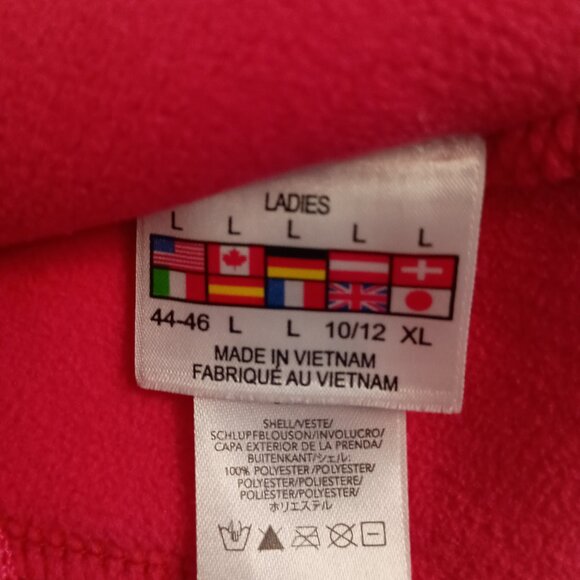 LADIES
L L L L L
44-46 L L 10/12 XL
MADE IN VIETNAM
FABRIQUÉ AU VIETNAM
SHELL/VESTE/
SCHLUPFBLOUSON/INVOLUCRO/
CAPA EXTERIOR DE LA PRENDA/
BUITENKANT/シェル:
100% POLYESTER/POLYESTER/
POLYESTER/POLIESTERE/
POLIÉSTER/POLYESTER/
ポリエステル